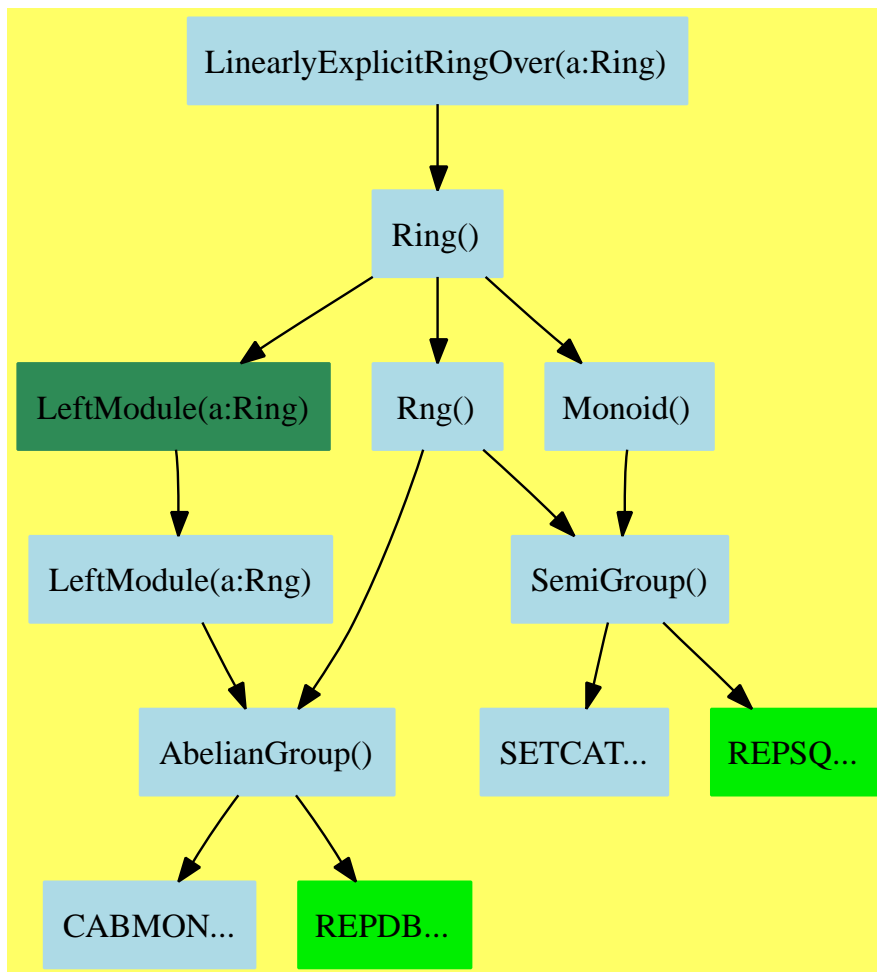 LinearlyExplicitRingOver(a:Ring)
Ring()
LeftModule(a:Ring)
Rng()
Monoid()
LeftModule(a:Rng)
SemiGroup()
AbelianGroup()
SETCAT...
REPSQ...
CABMON...
REPDB...